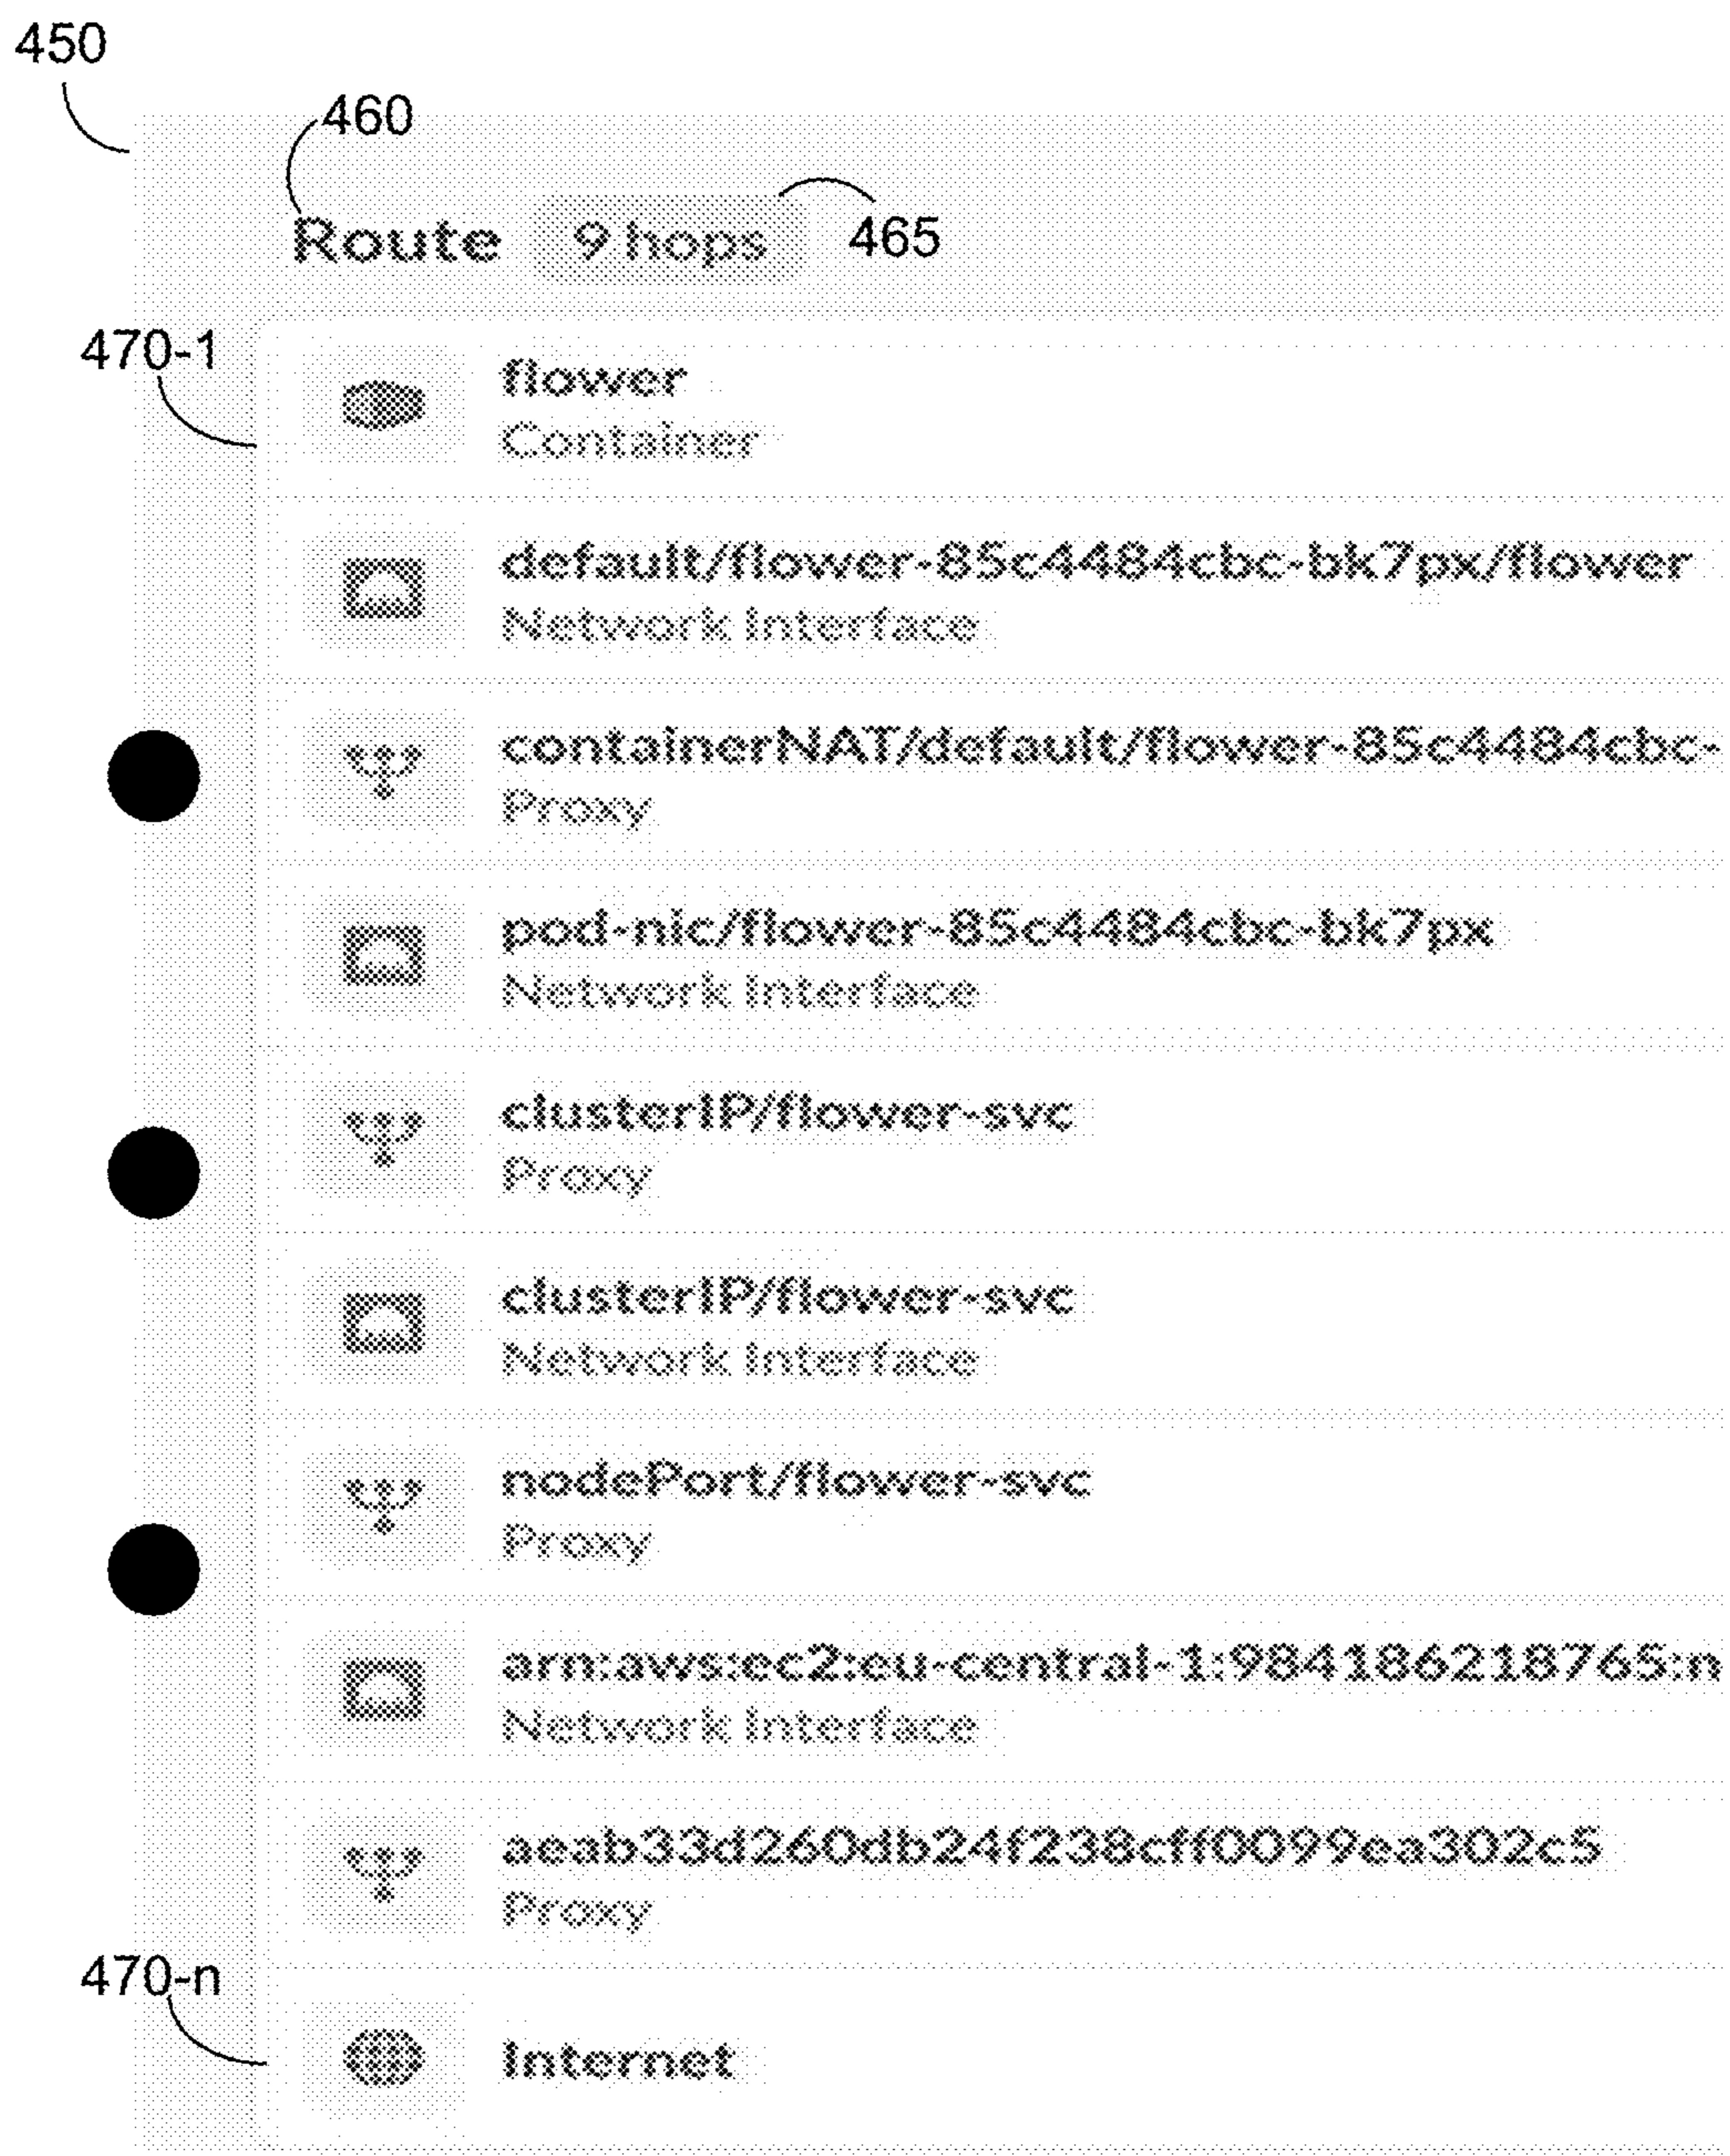 450
460
Route 9 hops 465
470-1
flower
Container
default/flower-85c4484cbc-bk7px/flower
Network Interface
containerNAT/default/flower-85c4484cbc-
Proxy
pod-nic/flower-85c4484cbc-bk7px
Network Interface
clusterIP/flower-svc
Proxy
clusterIP/flower-svc
Network Interface
nodePort/flower-svc
Proxy
arn:aws:ec2:eu-central-1:984186218765:n
Network Interface
aeab33d260db24f238cff0099ea302c5
Proxy
470-n
Internet